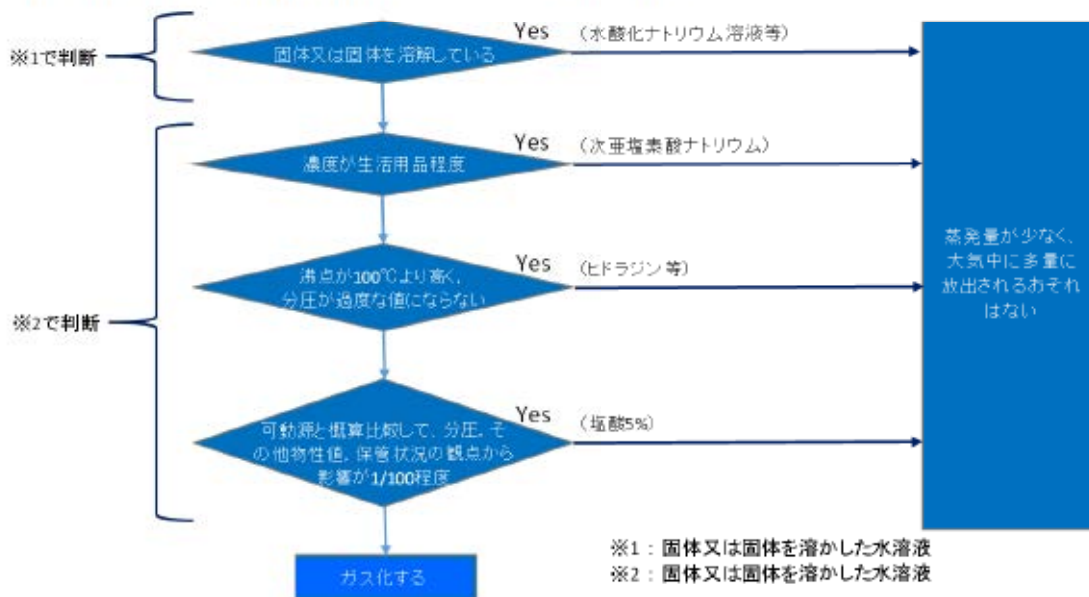 ※1で判断
固体又は固体を溶解している
Yes
（水酸化ナトリウム溶液等）
※2で判断
濃度が生活用品程度
Yes
（次亜塩素酸ナトリウム）
沸点が100℃より高く、
分圧が過度な値にならない
Yes
（ヒドラジン等）
可動源と概算比較して、分圧、そ
の他物性値、保管状況の観点から
影響が1/100程度
Yes
（塩酸5%）
ガス化する
蒸発量が少なく、
大気中に多量に
放出されるおそれ
はない
※1：固体又は固体を溶かした水溶液
※2：固体又は固体を溶かした水溶液